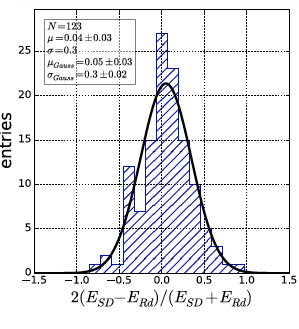 N=123
μ=0.04±0.03
σ=0.3
μ_Gauss=0.05±0.03
σ_Gauss=0.3±0.02
entries
25
20
15
10
5
0
−1.5 −1.0 −0.5 0.0 0.5 1.0 1.5
2(E_SD−E_Rd)/(E_SD+E_Rd)